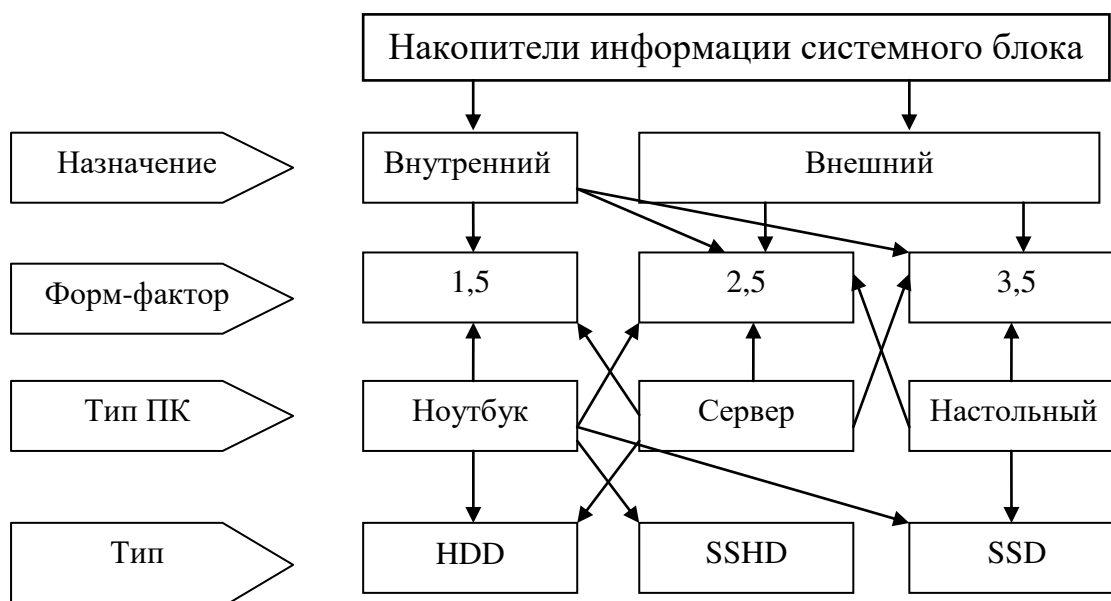 Накопители информации системного блока
Назначение
Внутренний
Внешний
Форм-фактор
1,5
2,5
3,5
Тип ПК
Ноутбук
Сервер
Настольный
Тип
HDD
SSHD
SSD